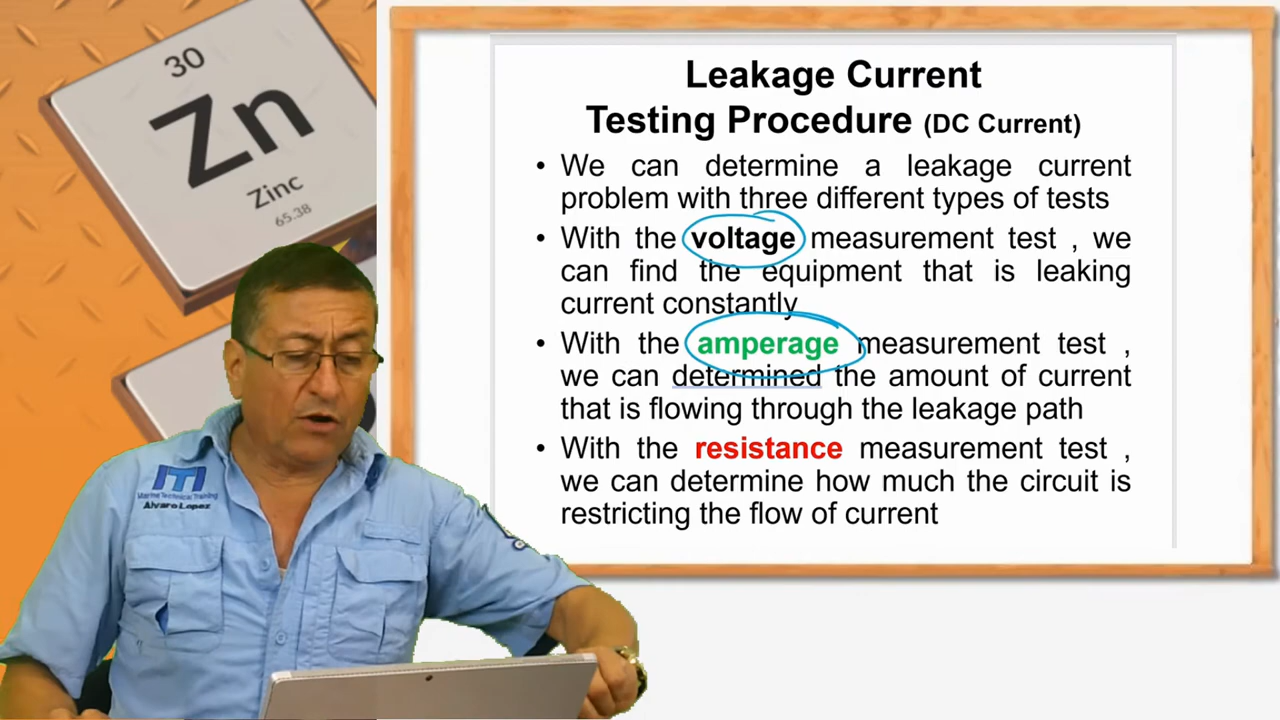 30
Zn
Zinc
65.38
Leakage Current
Testing Procedure (DC Current)
• We can determine a leakage current
problem with three different types of tests
• With the voltage measurement test , we
can find the equipment that is leaking
current constantly
• With the amperage measurement test ,
we can determined the amount of current
that is flowing through the leakage path
• With the resistance measurement test ,
we can determine how much the circuit is
restricting the flow of current
Marine Technical Training
Alvaro Lopez